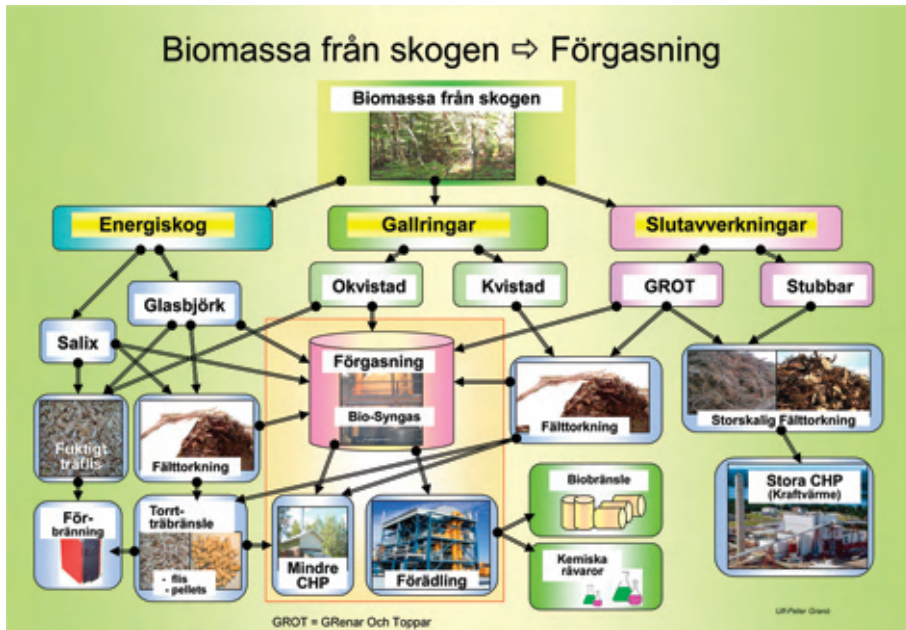 Biomassa från skogen ⇨ Förgasning
Biomassa från skogen
Energiskog
Gallringar
Slutavverkningar
Okvistad
Kvistad
GROT
Stubbar
Glasbjörk
Salix
Förgasning
Bio-Syngas
Fuktigt
träflis
Fälttorkning
Fälttorkning
Storskalig Fälttorkning
För-
bränning
Torrt-
träbränsle
- flis
- pellets
Mindre
CHP
Förädling
Biobränsle
Kemiska
råvaror
Stora CHP
(Kraftvärme)
GROT = GRenar Och Toppar
Ulf-Peter Granö